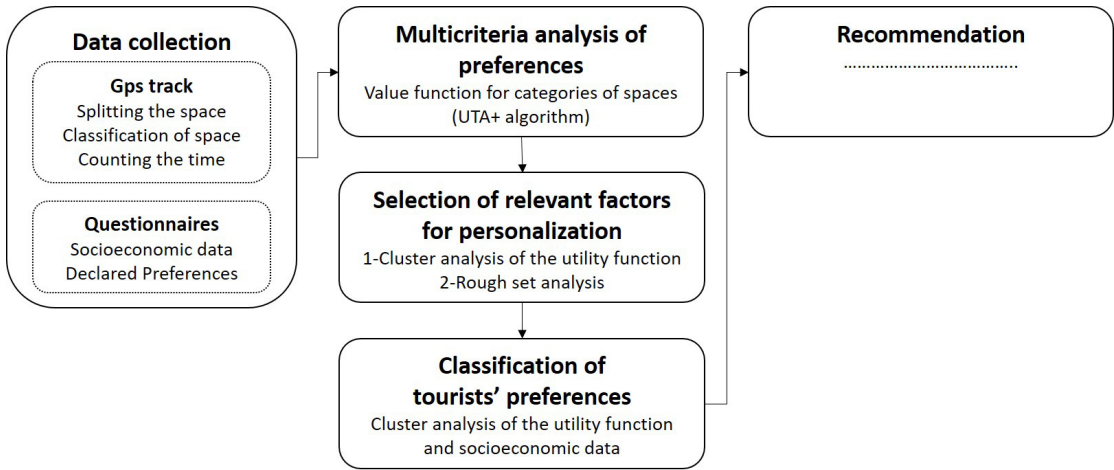 Data collection
Gps track
Splitting the space
Classification of space
Counting the time
Questionnaires
Socioeconomic data
Declared Preferences
Multicriteria analysis of
preferences
Value function for categories of spaces
(UTA+ algorithm)
Selection of relevant factors
for personalization
1-Cluster analysis of the utility function
2-Rough set analysis
Classification of
tourists’ preferences
Cluster analysis of the utility function
and socioeconomic data
Recommendation
………………………………..